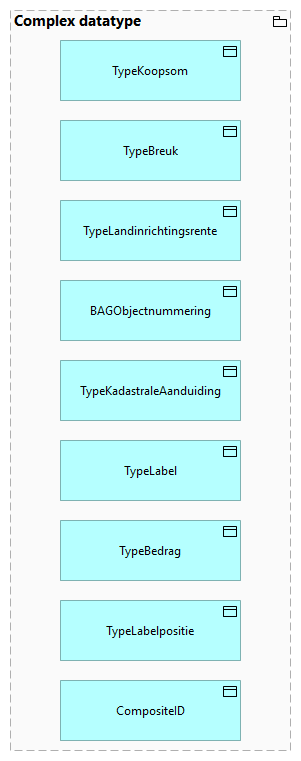 Complex datatype
TypeKoopsom
TypeBreuk
TypeLandinrichtingsrente
BAGObjectnummering
TypeKadastraleAanduiding
TypeLabel
TypeBedrag
TypeLabelpositie
CompositeID